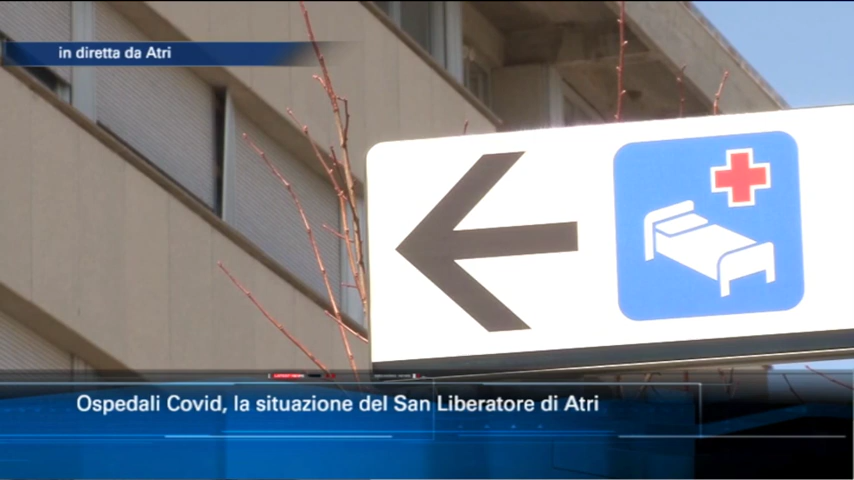 in diretta da Atri
Ospedali Covid, la situazione del San Liberatore di Atri